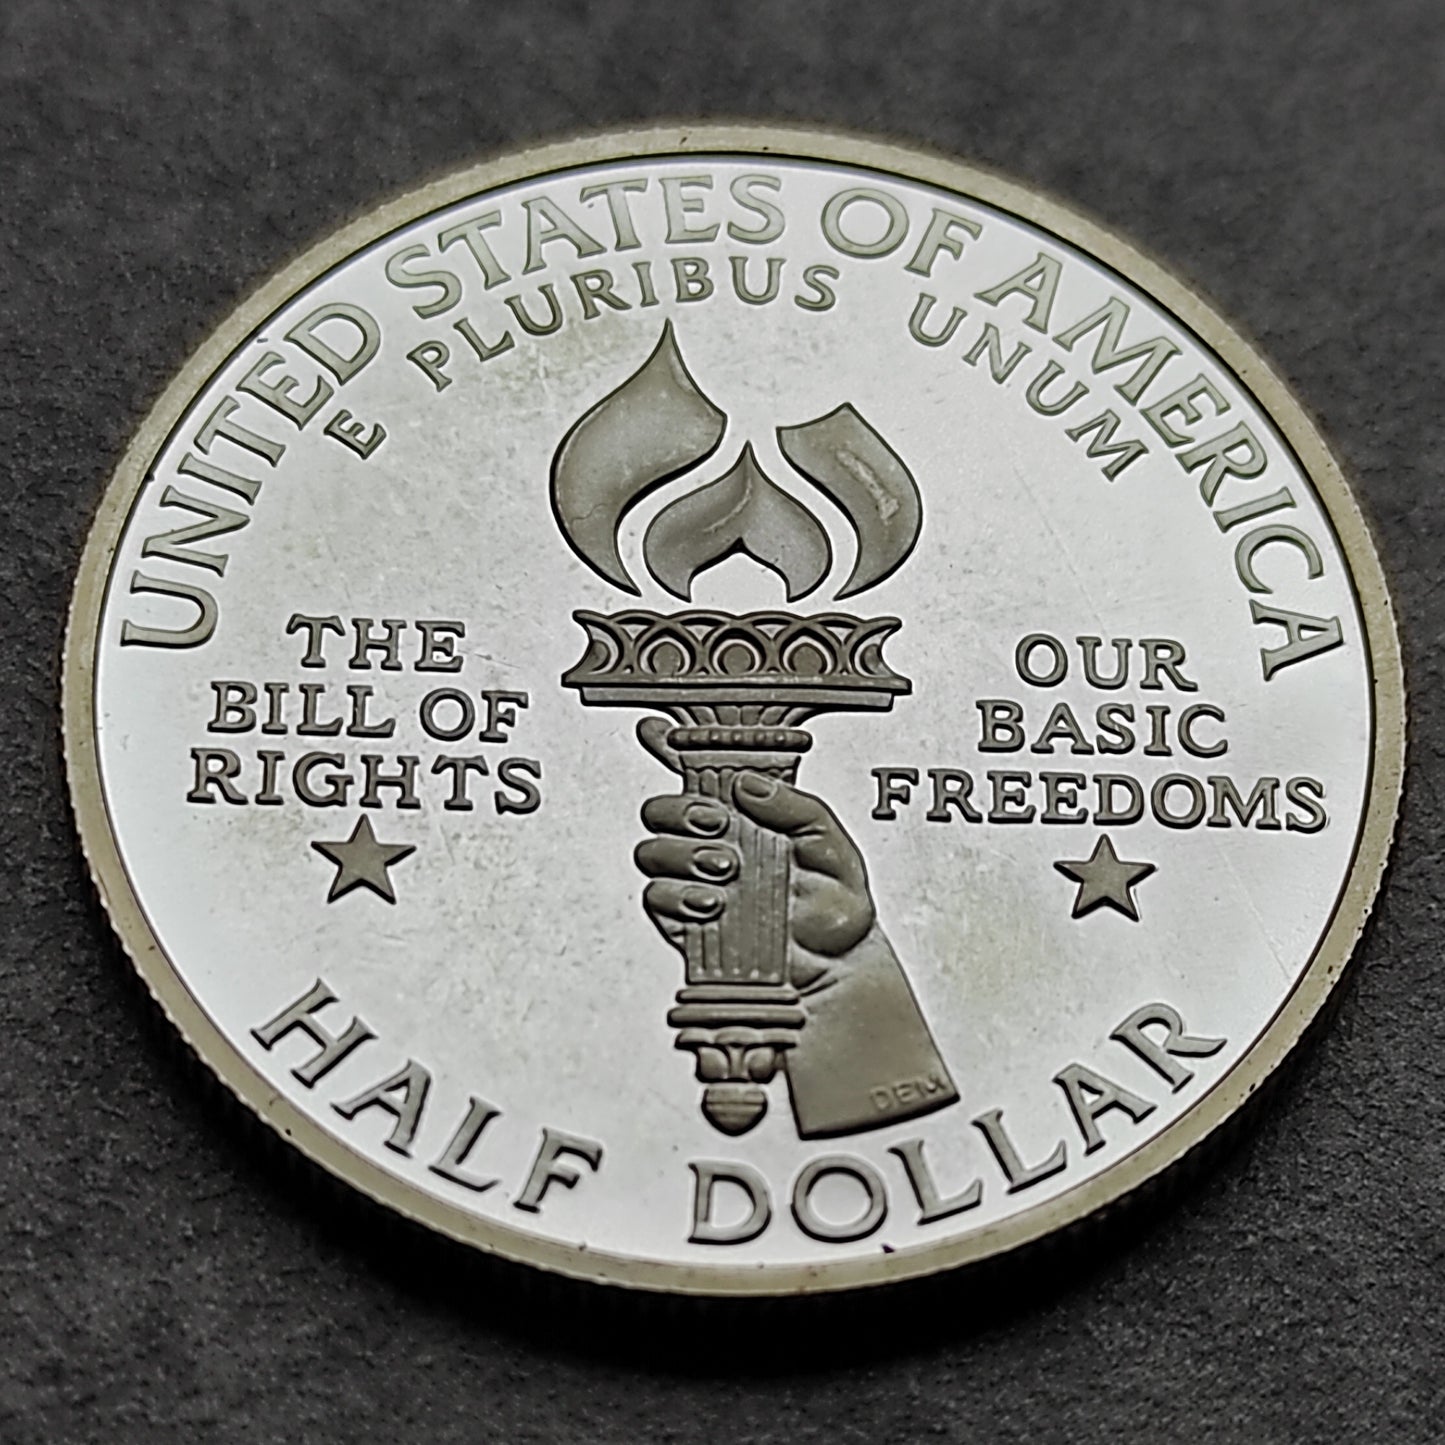 UNITED STATES OF AMERICA
E PLURIBUS UNUM
THE
BILL OF
RIGHTS
OUR
BASIC
FREEDOMS
DEM
HALF DOLLAR